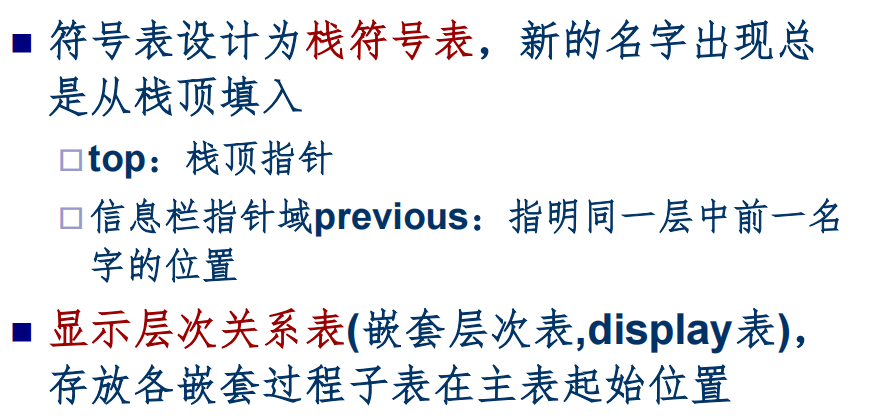 符号表设计为栈符号表，新的名字出现总
是从栈顶填入
top：栈顶指针
信息栏指针域previous：指明同一层中前一名
字的位置
显示层次关系表(嵌套层次表,display表)，
存放各嵌套过程子表在主表起始位置